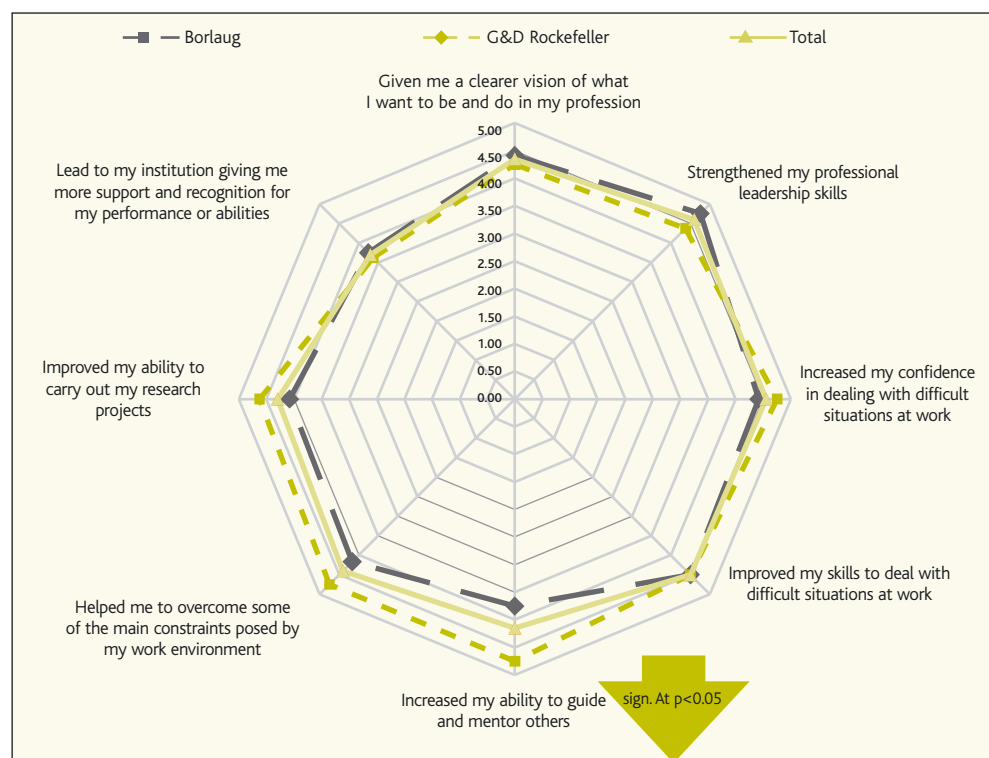 Borlaug
G&D Rockefeller
Total
Given me a clearer vision of what
I want to be and do in my profession
Lead to my institution giving me
more support and recognition for
my performance or abilities
Strengthened my professional
leadership skills
5.00
4.50
4.00
3.50
3.00
2.50
2.00
1.50
1.00
0.50
0.00
Improved my ability to
carry out my research
projects
Increased my confidence
in dealing with difficult
situations at work
Helped me to overcome some
of the main constraints posed by
my work environment
Improved my skills to deal with
difficult situations at work
Increased my ability to guide
and mentor others
sign. At p<0.05